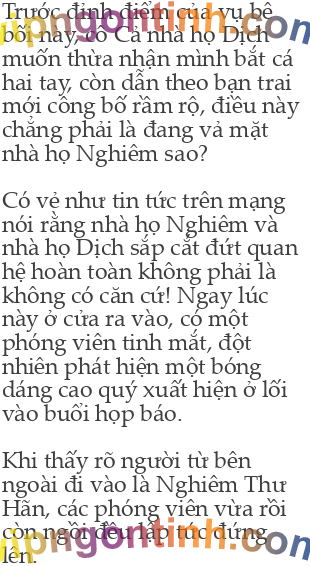 Trước đỉnh điểm của vụ bê
bối này, cô Cả nhà họ Dịch
muốn thừa nhận mình bắt cá
hai tay, còn dẫn theo bạn trai
mới công bố rầm rộ, điều này
chẳng phải là đang vả mặt
nhà họ Nghiêm sao?
Có vẻ như tin tức trên mạng
nói rằng nhà họ Nghiêm và
nhà họ Dịch sắp cắt đứt quan
hệ hoàn toàn không phải là
không có căn cứ! Ngay lúc
này ở cửa ra vào, có một
phóng viên tinh mắt, đột
nhiên phát hiện một bóng
dáng cao quý xuất hiện ở lối
vào buổi họp báo.
Khi thấy rõ người từ bên
ngoài đi vào là Nghiêm Thư
Hãn, các phóng viên vừa rồi
còn ngồi đều lập tức đứng
lên.